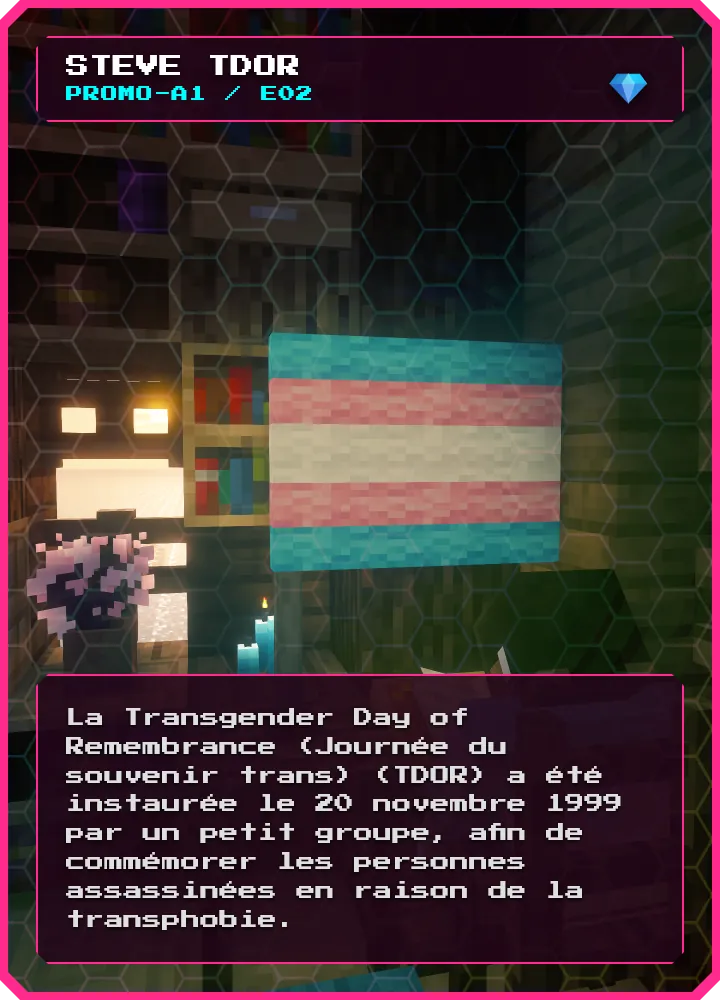 STEVE TDOR
PROMO-A1 / E02
La Transgender Day of
Remembrance (Journée du
souvenir trans) (TDOR) a été
instaurée le 20 novembre 1999
par un petit groupe, afin de
commémorer les personnes
assassinées en raison de la
transphobie.